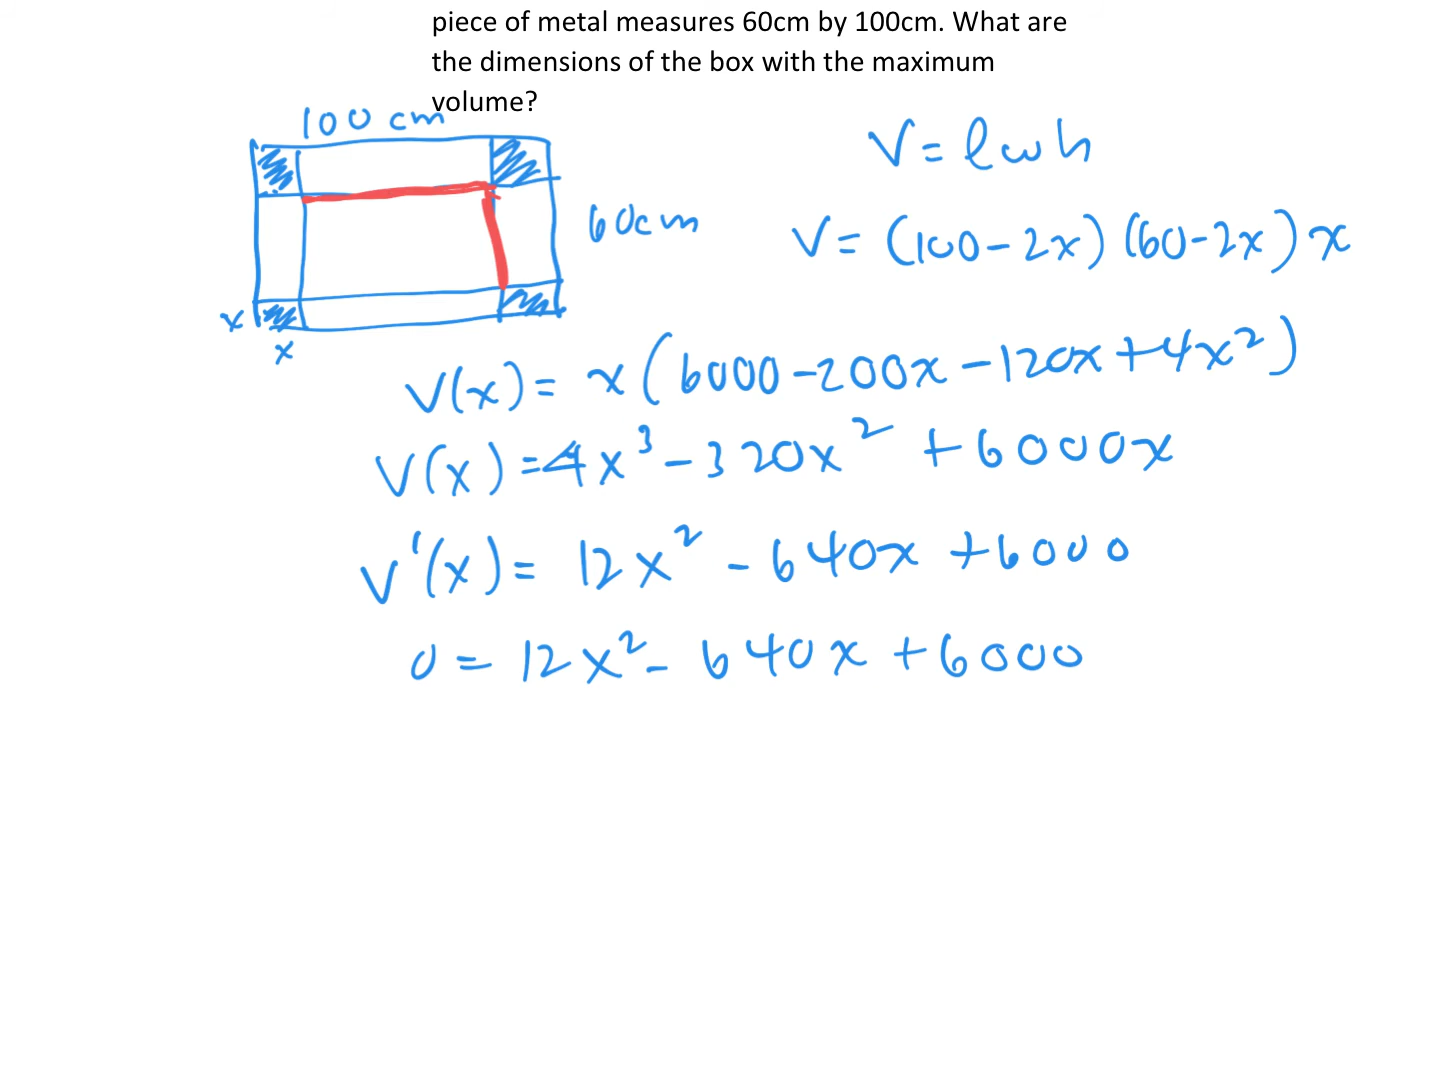 piece of metal measures 60cm by 100cm. What are
the dimensions of the box with the maximum
volume?
100 cm
60cm
x
x
V = l w h
V = (100-2x) (60-2x) x
V(x) = x(6000-200x-120x+4x²)
V(x) = 4x³ - 320x² + 6000x
V'(x) = 12x² - 640x + 6000
0 = 12x² - 640x + 6000